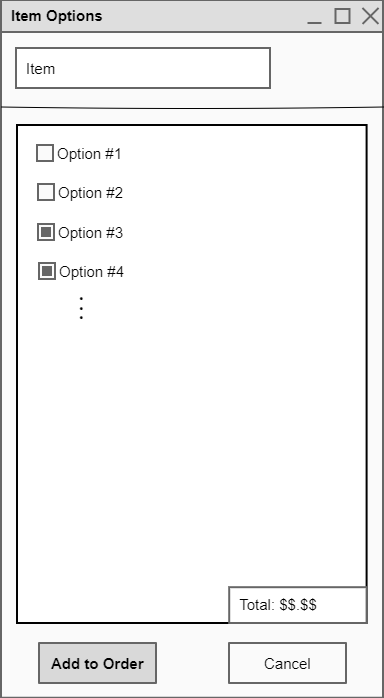 Item Options
Item
Option #1
Option #2
Option #3
Option #4
Total: $$.$$
Add to Order
Cancel